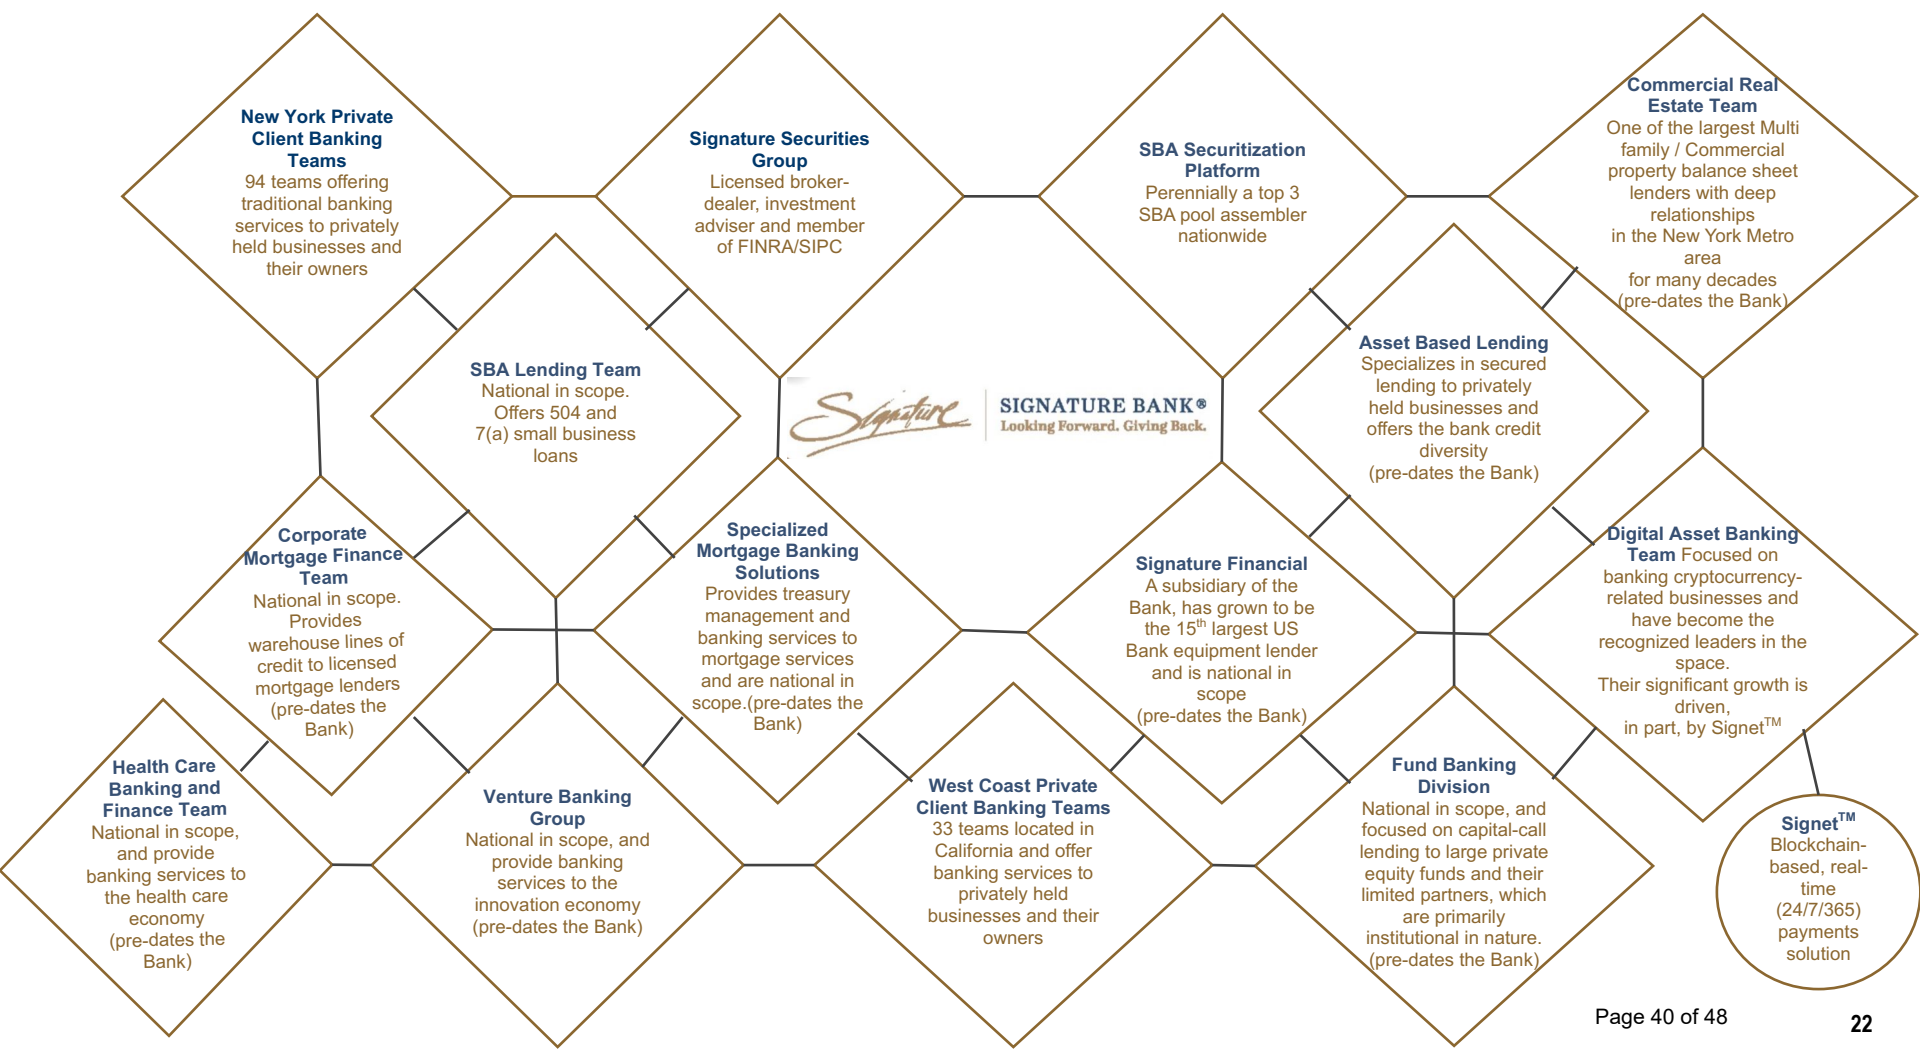 New York Private
Client Banking
Teams
94 teams offering
traditional banking
services to privately
held businesses and
their owners
Signature Securities
Group
Licensed broker-
dealer, investment
adviser and member
of FINRA/SIPC
SBA Securitization
Platform
Perennially a top 3
SBA pool assembler
nationwide
Commercial Real
Estate Team
One of the largest Multi
family / Commercial
property balance sheet
lenders with deep
relationships
in the New York Metro
area
for many decades
(pre-dates the Bank)
SBA Lending Team
National in scope.
Offers 504 and
7(a) small business
loans
Signature
SIGNATURE BANK®
Looking Forward. Giving Back.
Asset Based Lending
Specializes in secured
lending to privately
held businesses and
offers the bank credit
diversity
(pre-dates the Bank)
Corporate
Mortgage Finance
Team
National in scope.
Provides
warehouse lines of
credit to licensed
mortgage lenders
(pre-dates the
Bank)
Specialized
Mortgage Banking
Solutions
Provides treasury
management and
banking services to
mortgage services
and are national in
scope.(pre-dates the
Bank)
Signature Financial
A subsidiary of the
Bank, has grown to be
the 15th largest US
Bank equipment lender
and is national in
scope
(pre-dates the Bank)
Digital Asset Banking
Team Focused on
banking cryptocurrency-
related businesses and
have become the
recognized leaders in the
space.
Their significant growth is
driven,
in part, by Signet™
Health Care
Banking and
Finance Team
National in scope,
and provide
banking services to
the health care
economy
(pre-dates the
Bank)
Venture Banking
Group
National in scope, and
provide banking
services to the
innovation economy
(pre-dates the Bank)
West Coast Private
Client Banking Teams
33 teams located in
California and offer
banking services to
privately held
businesses and their
owners
Fund Banking
Division
National in scope, and
focused on capital-call
lending to large private
equity funds and their
limited partners, which
are primarily
institutional in nature.
(pre-dates the Bank)
Signet™
Blockchain-
based, real-
time
(24/7/365)
payments
solution
Page 40 of 48
22